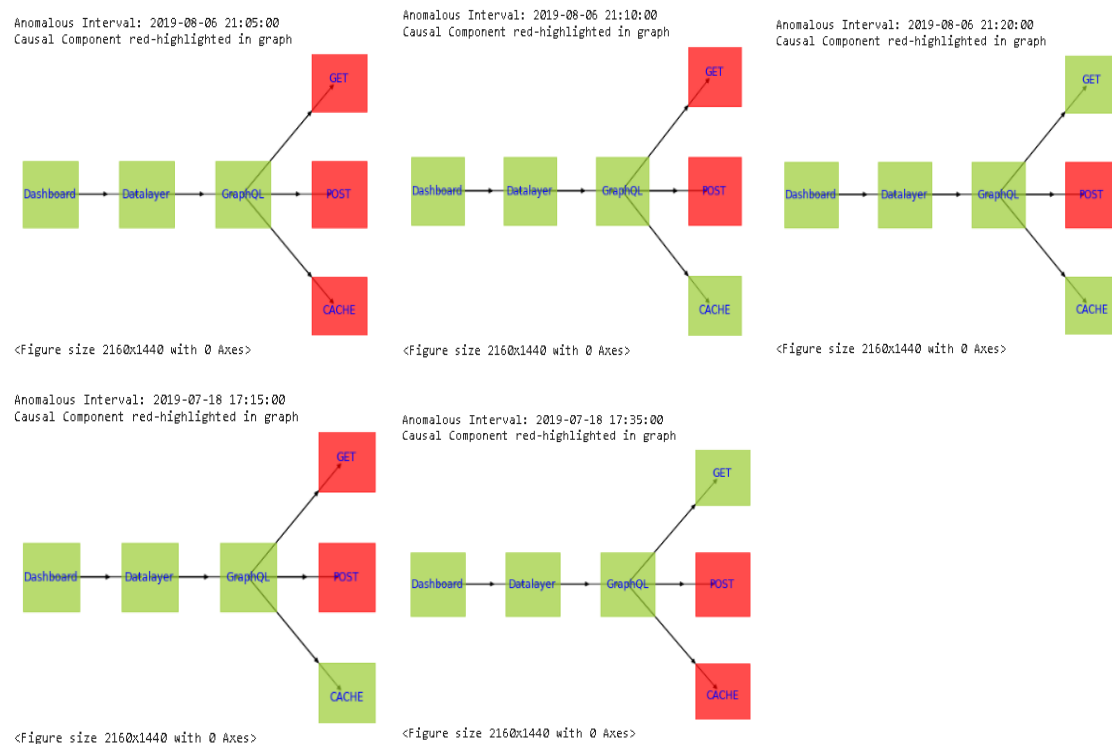 Anomalous Interval: 2019-08-06 21:05:00
Causal Component red-highlighted in graph
GET
Dashboard
Datalayer
GraphQL
POST
CACHE
<Figure size 2160x1440 with 0 Axes>
Anomalous Interval: 2019-08-06 21:10:00
Causal Component red-highlighted in graph
GET
Dashboard
Datalayer
GraphQL
POST
CACHE
<Figure size 2160x1440 with 0 Axes>
Anomalous Interval: 2019-08-06 21:20:00
Causal Component red-highlighted in graph
GET
Dashboard
Datalayer
GraphQL
POST
CACHE
<Figure size 2160x1440 with 0 Axes>
Anomalous Interval: 2019-07-18 17:15:00
Causal Component red-highlighted in graph
GET
Dashboard
Datalayer
GraphQL
POST
CACHE
<Figure size 2160x1440 with 0 Axes>
Anomalous Interval: 2019-07-18 17:35:00
Causal Component red-highlighted in graph
GET
Dashboard
Datalayer
GraphQL
POST
CACHE
<Figure size 2160x1440 with 0 Axes>